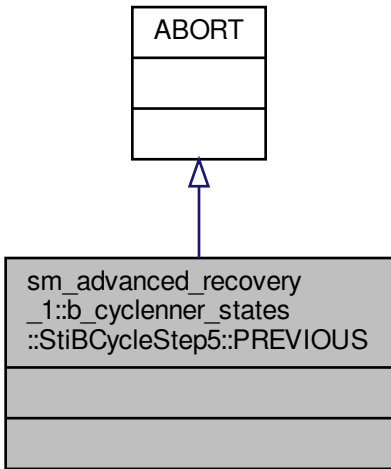 ABORT
sm_advanced_recovery
_1::b_cyclenner_states
::StiBCycleStep5::PREVIOUS